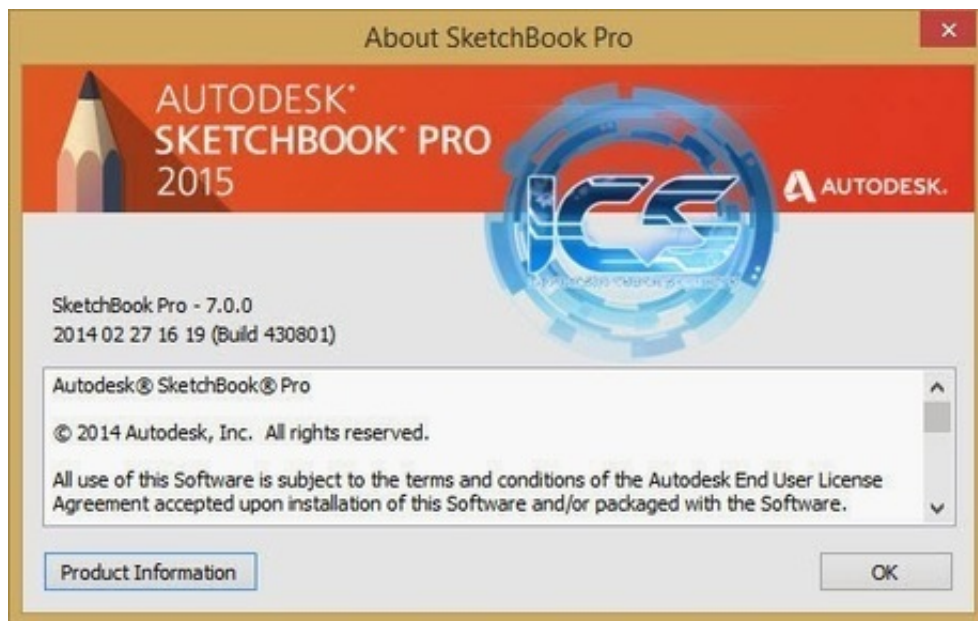 About SketchBook Pro
AUTODESK®
SKETCHBOOK® PRO
2015
ICS
AUTODESK.
SketchBook Pro - 7.0.0
2014 02 27 16 19 (Build 430801)
Autodesk® SketchBook® Pro
© 2014 Autodesk, Inc. All rights reserved.
All use of this Software is subject to the terms and conditions of the Autodesk End User License
Agreement accepted upon installation of this Software and/or packaged with the Software.
Product Information
OK